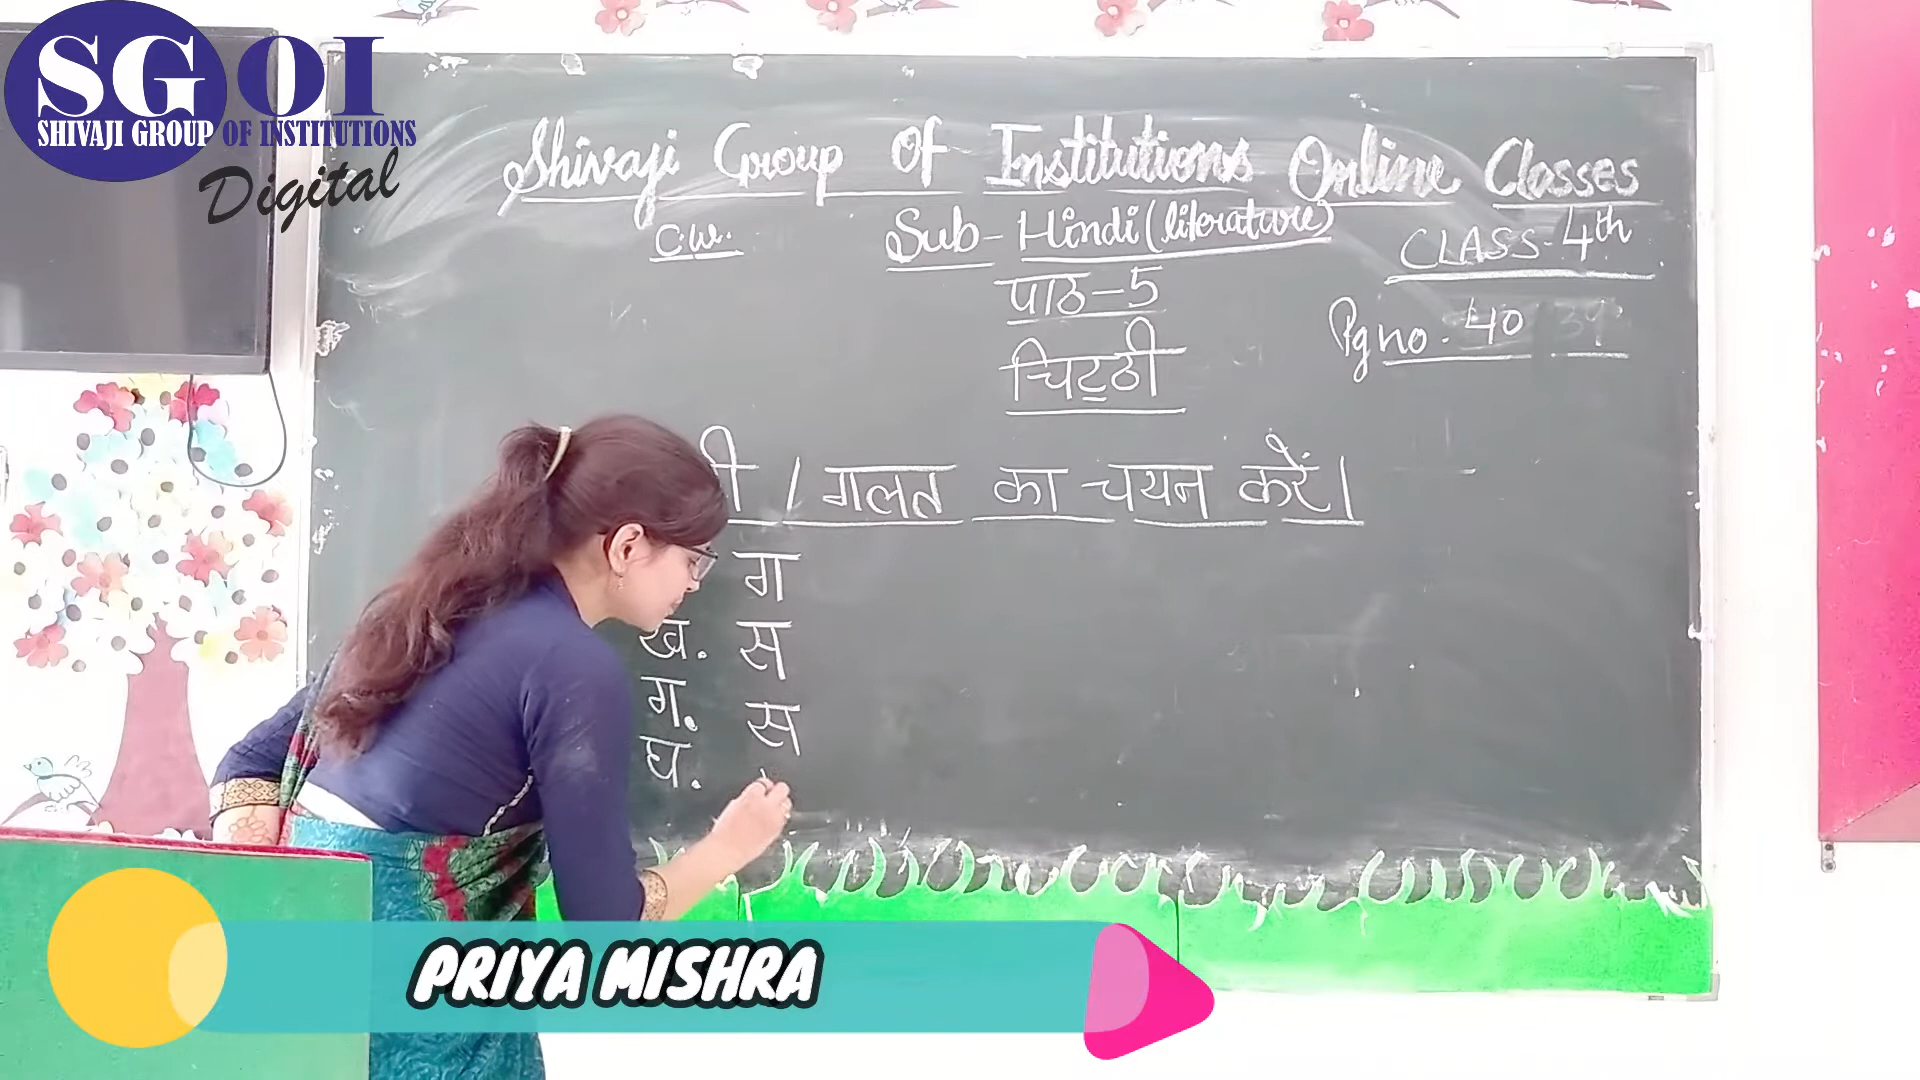 SGOI
SHIVAJI GROUP OF INSTITUTIONS
Digital
Shivaji Group Of Institutions Online Classes
C.W.
Sub- Hindi (literature)
CLASS-4th
पाठ-5
Pg no. 40 39
चिट्ठी
/ गलत का चयन करें।
ग
ख. स
ग. स
घ.
PRIYA MISHRA